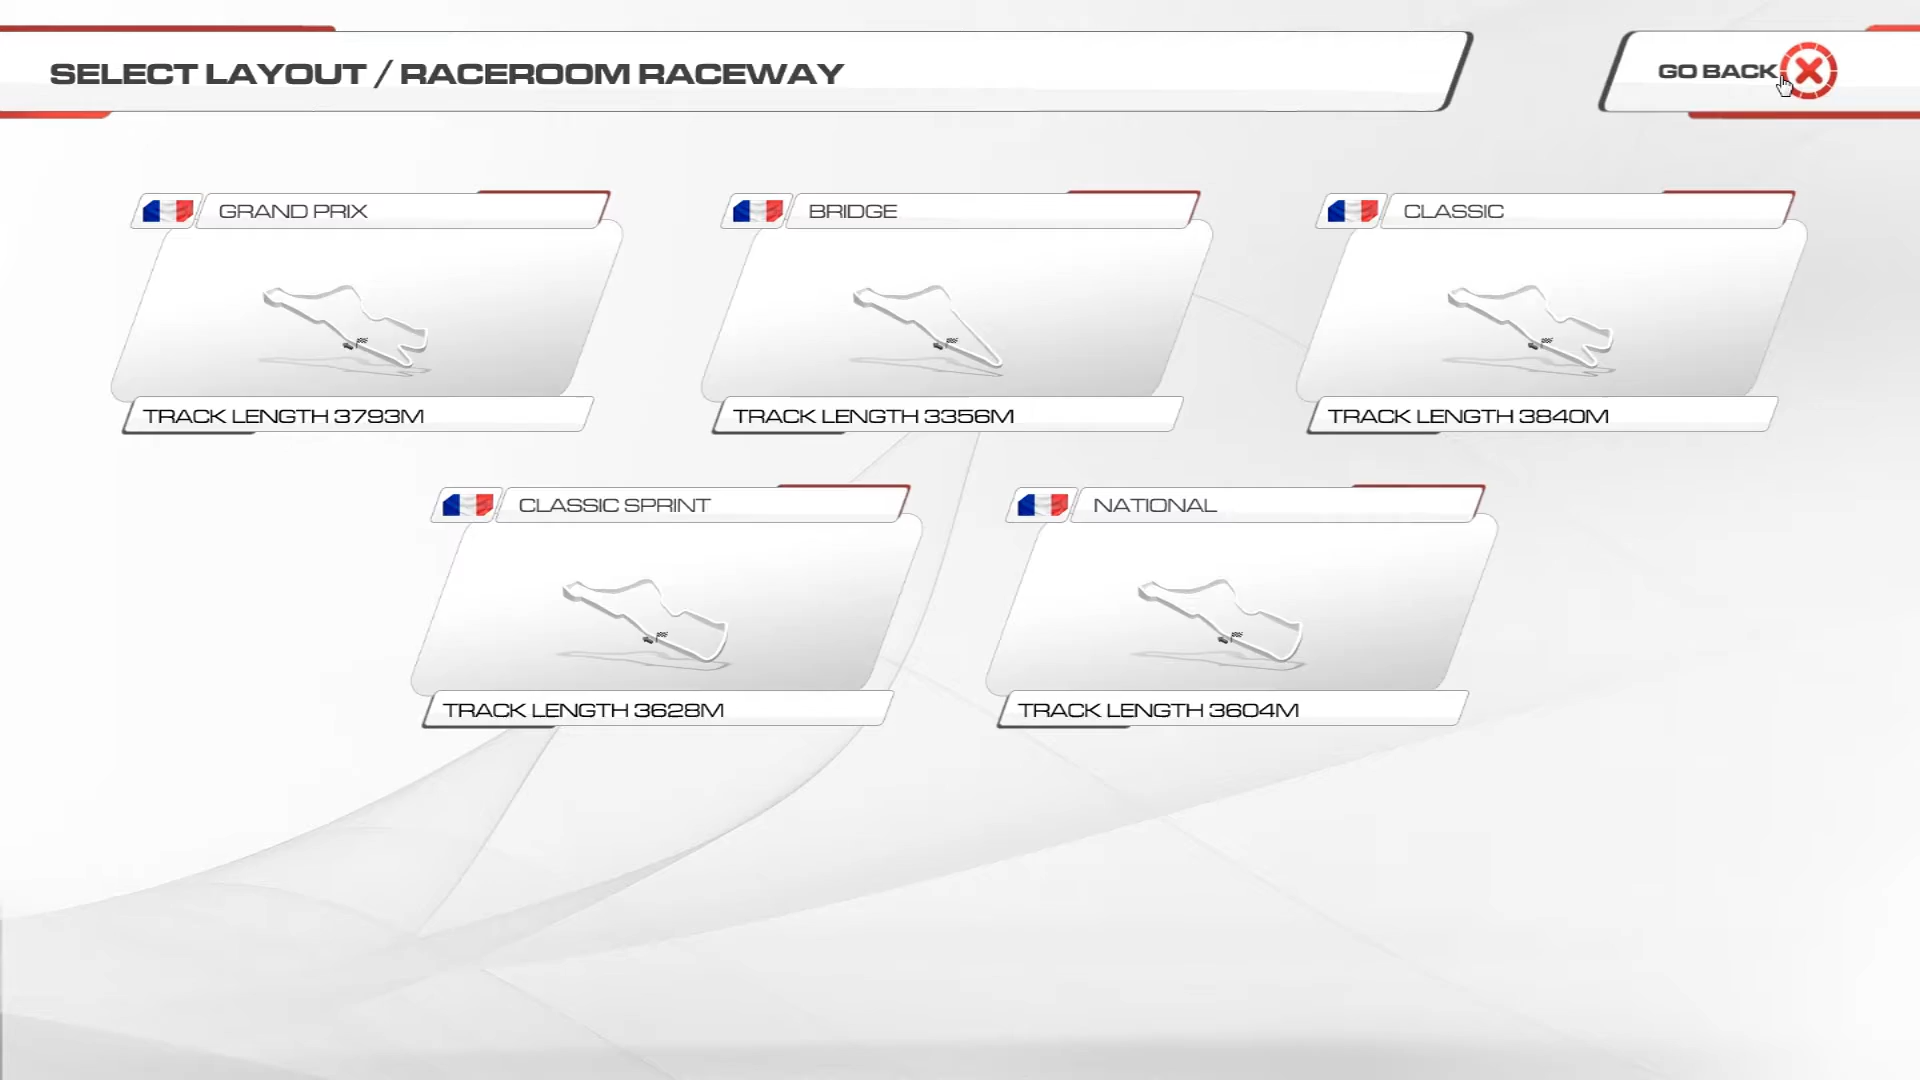 SELECT LAYOUT / RACEROOM RACEWAY
GO BACK
GRAND PRIX
BRIDGE
CLASSIC
TRACK LENGTH 3793M
TRACK LENGTH 3356M
TRACK LENGTH 3840M
CLASSIC SPRINT
NATIONAL
TRACK LENGTH 3628M
TRACK LENGTH 3604M